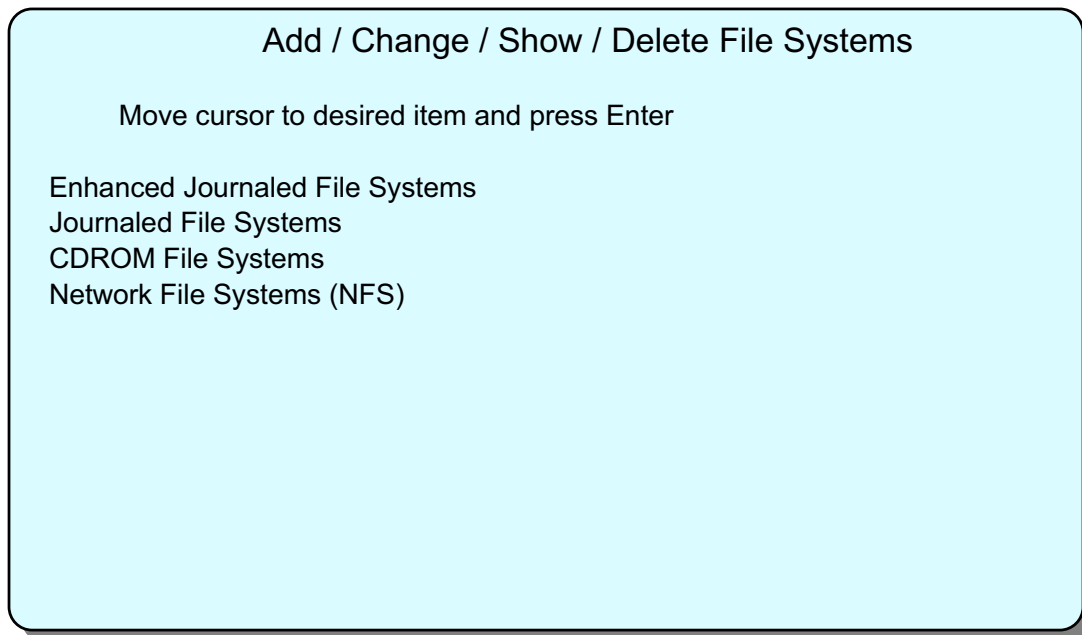 Add / Change / Show / Delete File Systems
Move cursor to desired item and press Enter
Enhanced Journaled File Systems
Journaled File Systems
CDROM File Systems
Network File Systems (NFS)